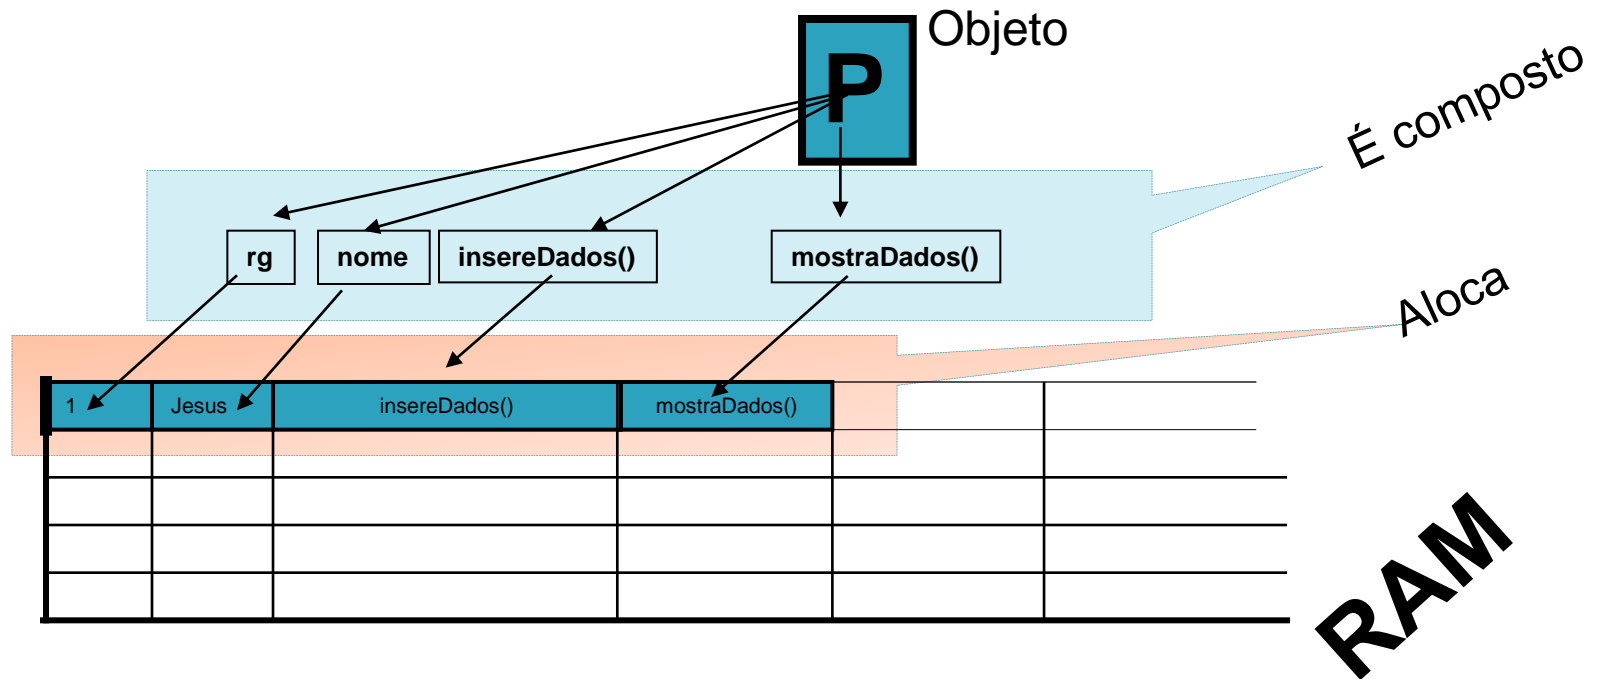 Objeto
P
É composto
rg
nome
insereDados()
mostraDados()
Aloca
1
Jesus
insereDados()
mostraDados()
RAM